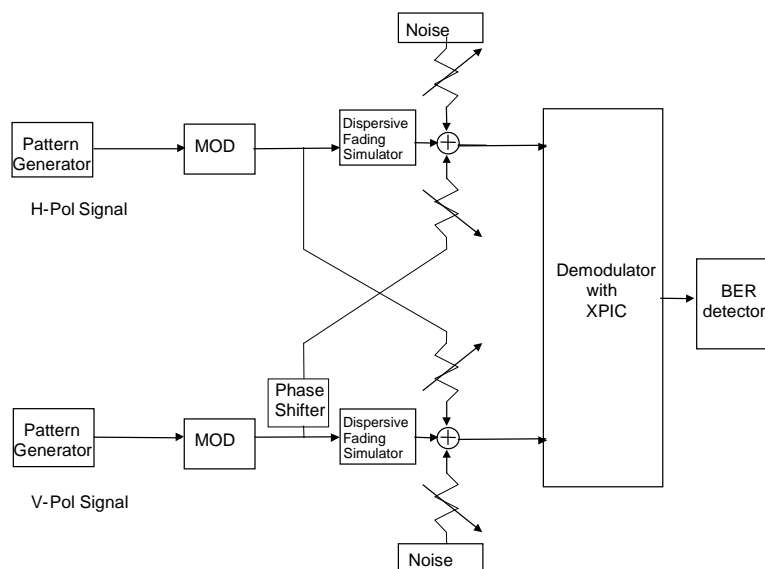 Noise
Pattern
Generator
MOD
Dispersive
Fading
Simulator
H-Pol Signal
Demodulator
with
XPIC
BER
detector
Phase
Shifter
Pattern
Generator
MOD
Dispersive
Fading
Simulator
V-Pol Signal
Noise